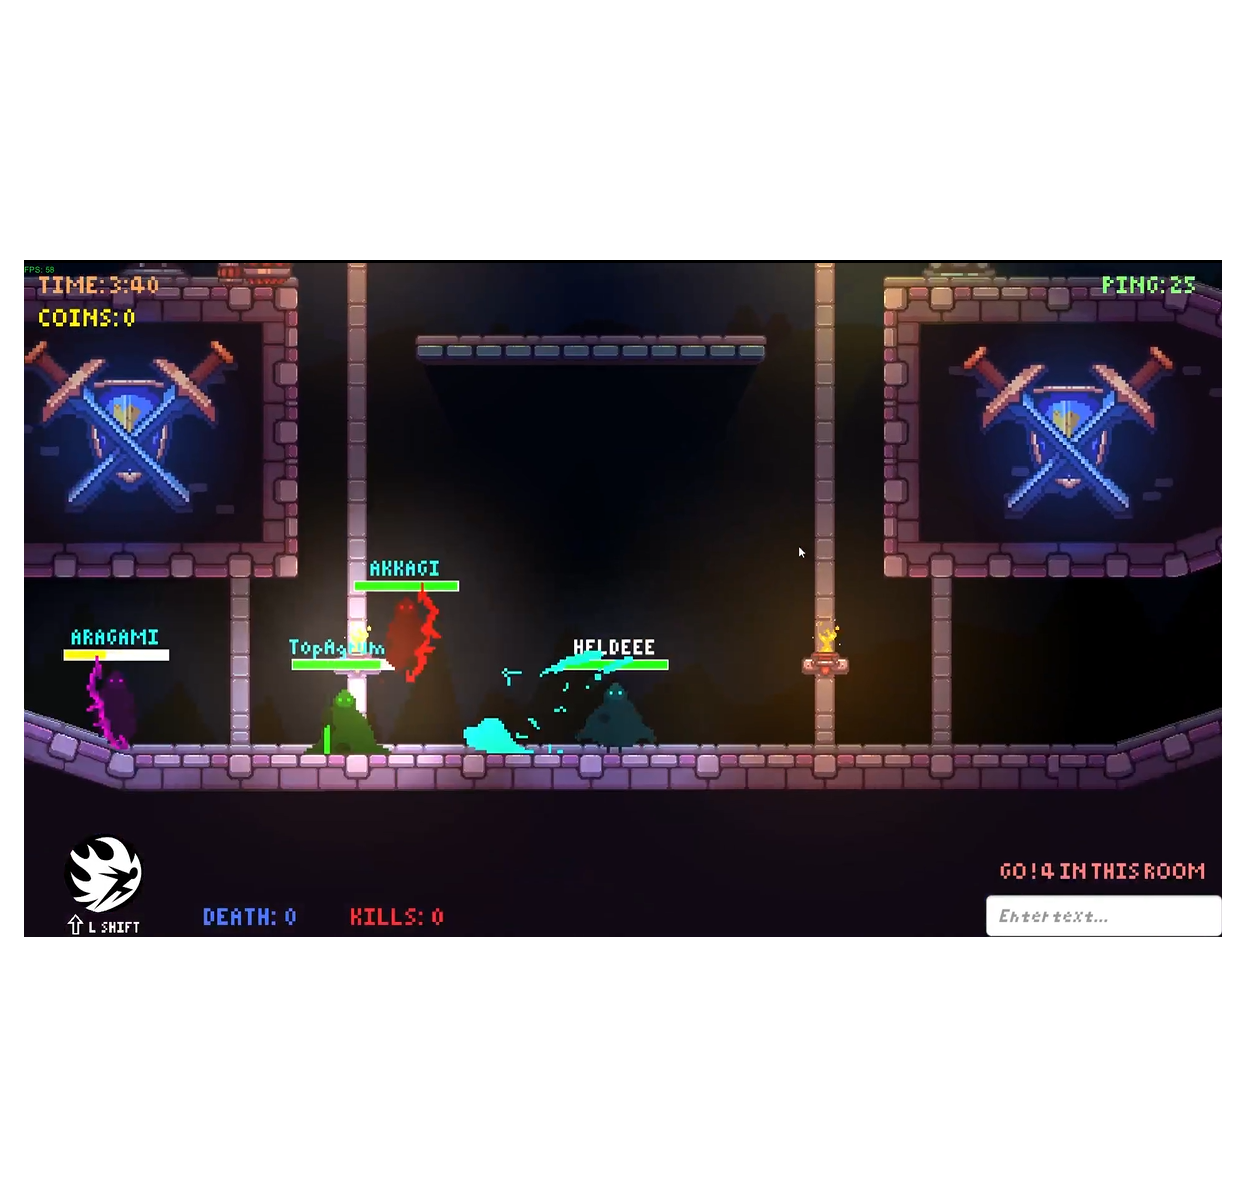 FPS: 58
TIME:3:40
PING:25
COINS:0
AKKAGI
ARAGAMI
TopAgrum
HELDEEE
GO!4 IN THIS ROOM
L SHIFT
DEATH: 0
KILLS: 0
Enter text...